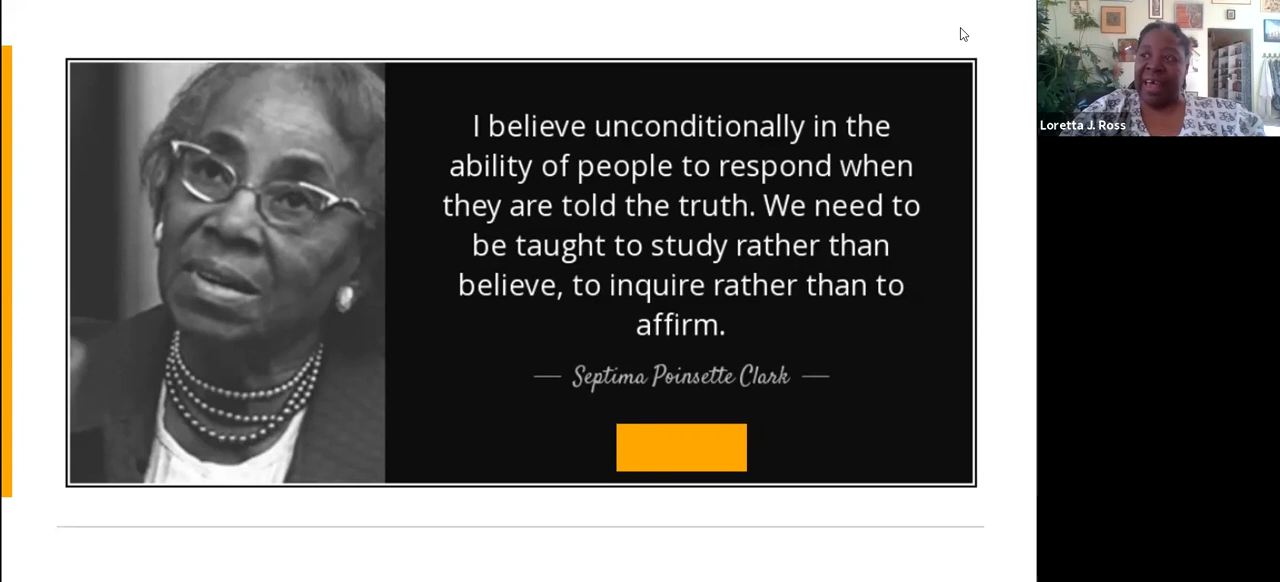 I believe unconditionally in the
ability of people to respond when
they are told the truth. We need to
be taught to study rather than
believe, to inquire rather than to
affirm.
Septima Poinsette Clark
Loretta J. Ross